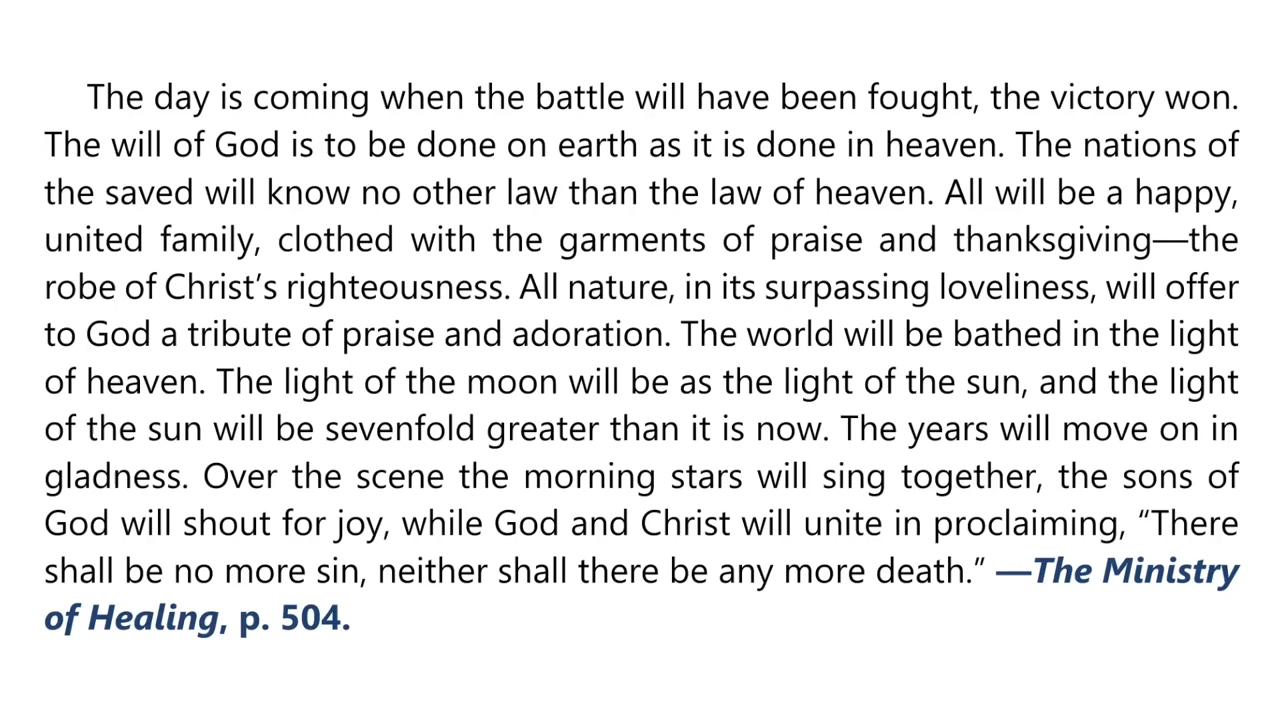 The day is coming when the battle will have been fought, the victory won.
The will of God is to be done on earth as it is done in heaven. The nations of
the saved will know no other law than the law of heaven. All will be a happy,
united family, clothed with the garments of praise and thanksgiving—the
robe of Christ’s righteousness. All nature, in its surpassing loveliness, will offer
to God a tribute of praise and adoration. The world will be bathed in the light
of heaven. The light of the moon will be as the light of the sun, and the light
of the sun will be sevenfold greater than it is now. The years will move on in
gladness. Over the scene the morning stars will sing together, the sons of
God will shout for joy, while God and Christ will unite in proclaiming, “There
shall be no more sin, neither shall there be any more death.” —The Ministry
of Healing, p. 504.